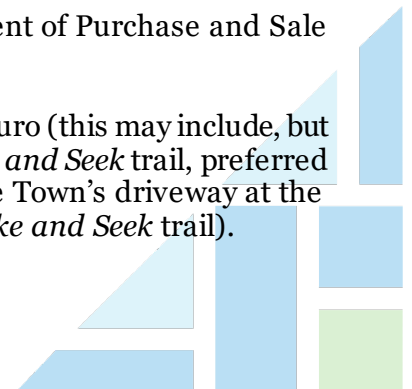 ent of Purchase and Sale
uro (this may include, but
and Seek trail, preferred
e Town's driveway at the
ke and Seek trail).